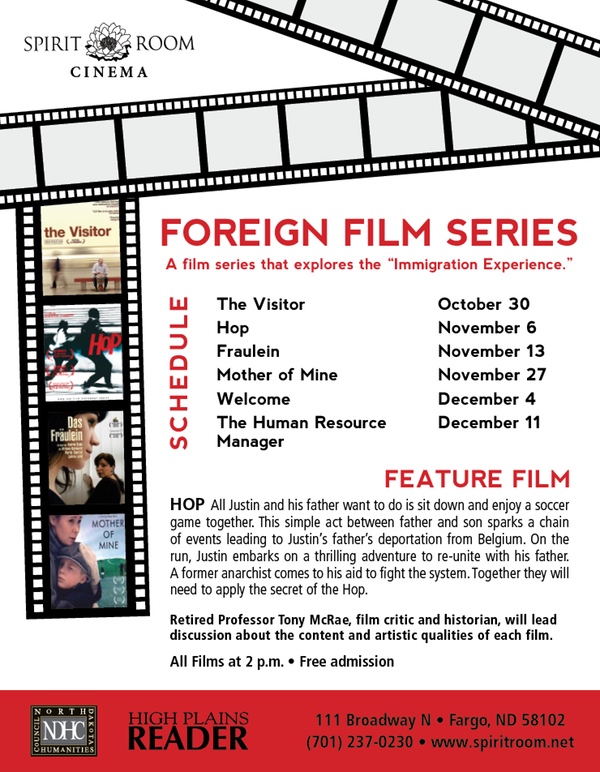 SPIRIT ROOM
CINEMA
the Visitor
HOP
Das
Fräulein
MOTHER
OF
MINE
FOREIGN FILM SERIES
A film series that explores the “Immigration Experience.”
SCHEDULE
The Visitor October 30
Hop November 6
Fraulein November 13
Mother of Mine November 27
Welcome December 4
The Human Resource December 11
Manager
FEATURE FILM
HOP All Justin and his father want to do is sit down and enjoy a soccer
game together. This simple act between father and son sparks a chain
of events leading to Justin’s father’s deportation from Belgium. On the
run, Justin embarks on a thrilling adventure to re-unite with his father.
A former anarchist comes to his aid to fight the system. Together they will
need to apply the secret of the Hop.
Retired Professor Tony McRae, film critic and historian, will lead
discussion about the content and artistic qualities of each film.
All Films at 2 p.m. • Free admission
NORTH
DAKOTA
HUMANITIES
COUNCIL
NDHC
HIGH PLAINS
READER
111 Broadway N • Fargo, ND 58102
(701) 237-0230 • www.spiritroom.net